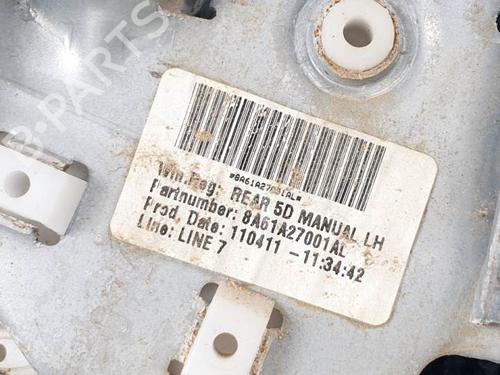 B-PARTS
*8A61A27001AL*
Win Reg: REAR 5D MANUAL LH
Partnumber: 8A61A27001AL
Prod. Date: 110411 - 11:34:42
Line: LINE 7